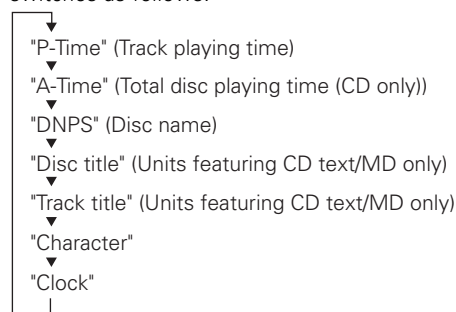 "P-Time" (Track playing time)
"A-Time" (Total disc playing time (CD only))
"DNPS" (Disc name)
"Disc title" (Units featuring CD text/MD only)
"Track title" (Units featuring CD text/MD only)
"Character"
"Clock"